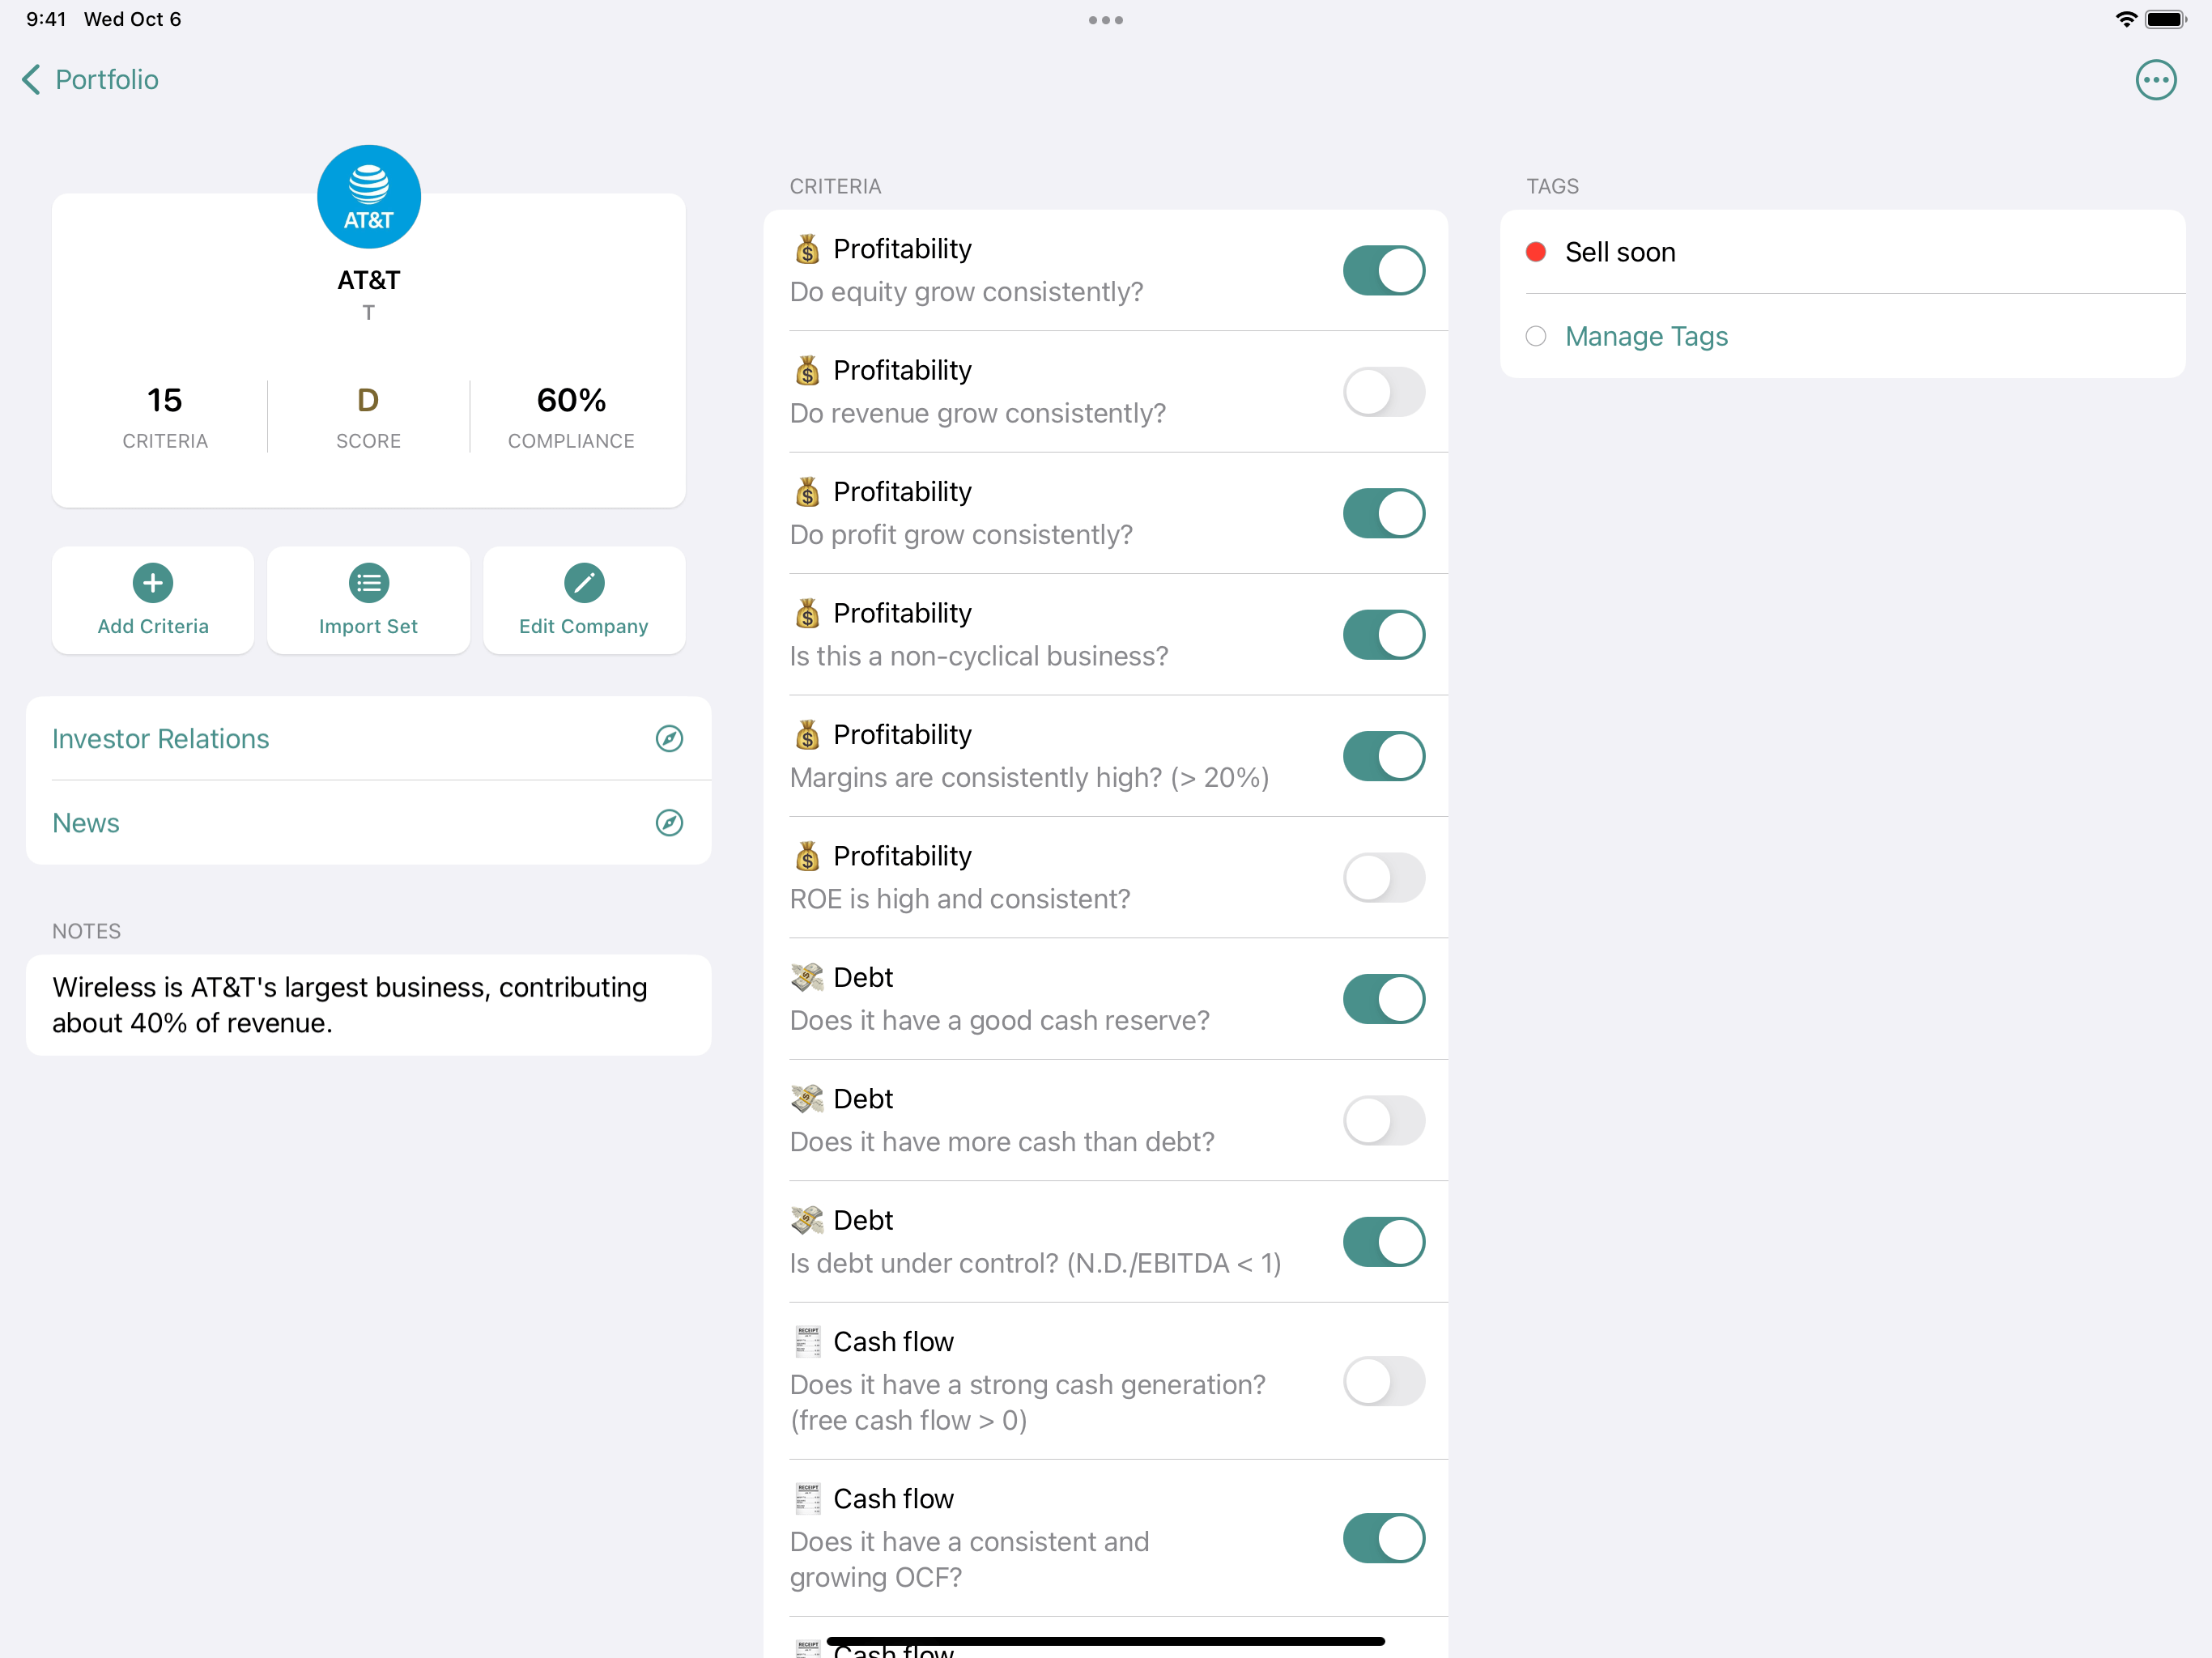 9:41 Wed Oct 6
Portfolio
AT&T
AT&T
T
15
CRITERIA
D
SCORE
60%
COMPLIANCE
Add Criteria
Import Set
Edit Company
Investor Relations
News
NOTES
Wireless is AT&T's largest business, contributing
about 40% of revenue.
CRITERIA
Profitability
Do equity grow consistently?
Profitability
Do revenue grow consistently?
Profitability
Do profit grow consistently?
Profitability
Is this a non-cyclical business?
Profitability
Margins are consistently high? (> 20%)
Profitability
ROE is high and consistent?
Debt
Does it have a good cash reserve?
Debt
Does it have more cash than debt?
Debt
Is debt under control? (N.D./EBITDA < 1)
Cash flow
Does it have a strong cash generation?
(free cash flow > 0)
Cash flow
Does it have a consistent and
growing OCF?
Cash flow
TAGS
Sell soon
Manage Tags